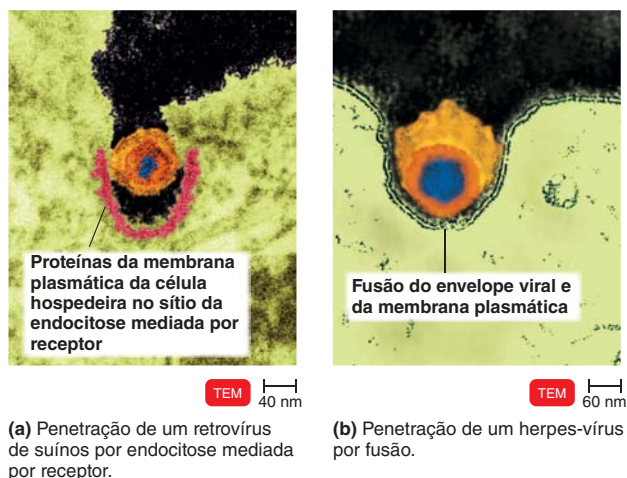 Proteínas da membrana
plasmática da célula
hospedeira no sítio da
endocitose mediada por
receptor
TEM
40 nm
(a) Penetração de um retrovírus
de suínos por endocitose mediada
por receptor.
Fusão do envelope viral e
da membrana plasmática
TEM
60 nm
(b) Penetração de um herpes-vírus
por fusão.